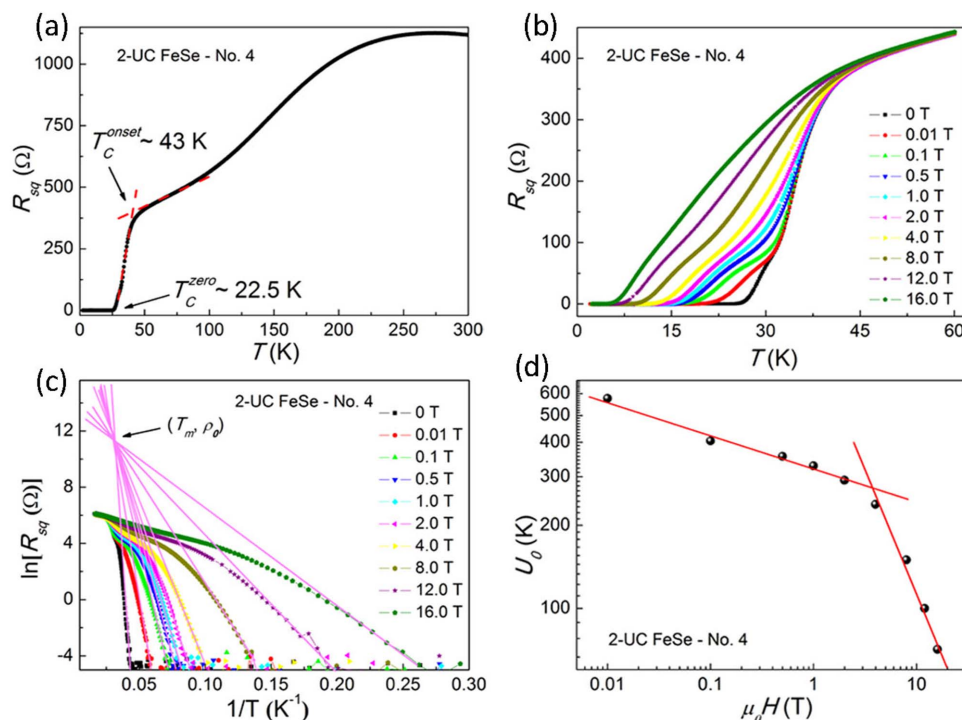 (a)
2-UC FeSe - No. 4
T_C^onset ~ 43 K
T_C^zero ~ 22.5 K
R_sq (Ω)
1000
750
500
250
0
0 50 100 150 200 250 300
T (K)
(b)
2-UC FeSe - No. 4
R_sq (Ω)
400
300
200
100
0
0 T
0.01 T
0.1 T
0.5 T
1.0 T
2.0 T
4.0 T
8.0 T
12.0 T
16.0 T
0 15 30 45 60
T (K)
(c)
2-UC FeSe - No. 4
(T_m, ρ_0)
ln[R_sq (Ω)]
12
8
4
0
-4
0 T
0.01 T
0.1 T
0.5 T
1.0 T
2.0 T
4.0 T
8.0 T
12.0 T
16.0 T
0.05 0.10 0.15 0.20 0.25 0.30
1/T (K⁻¹)
(d)
U_0 (K)
600
500
400
300
200
100
2-UC FeSe - No. 4
0.01 0.1 1 10
μ_0H (T)